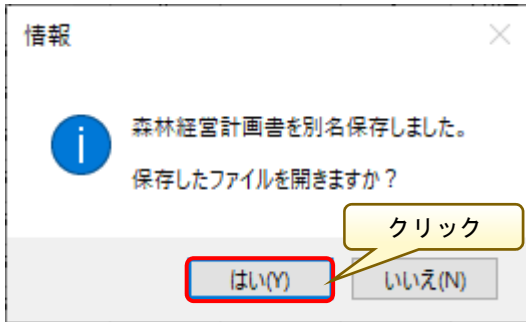 情報
森林経営計画書を別名保存しました。
保存したファイルを開きますか？
クリック
はい(Y)
いいえ(N)